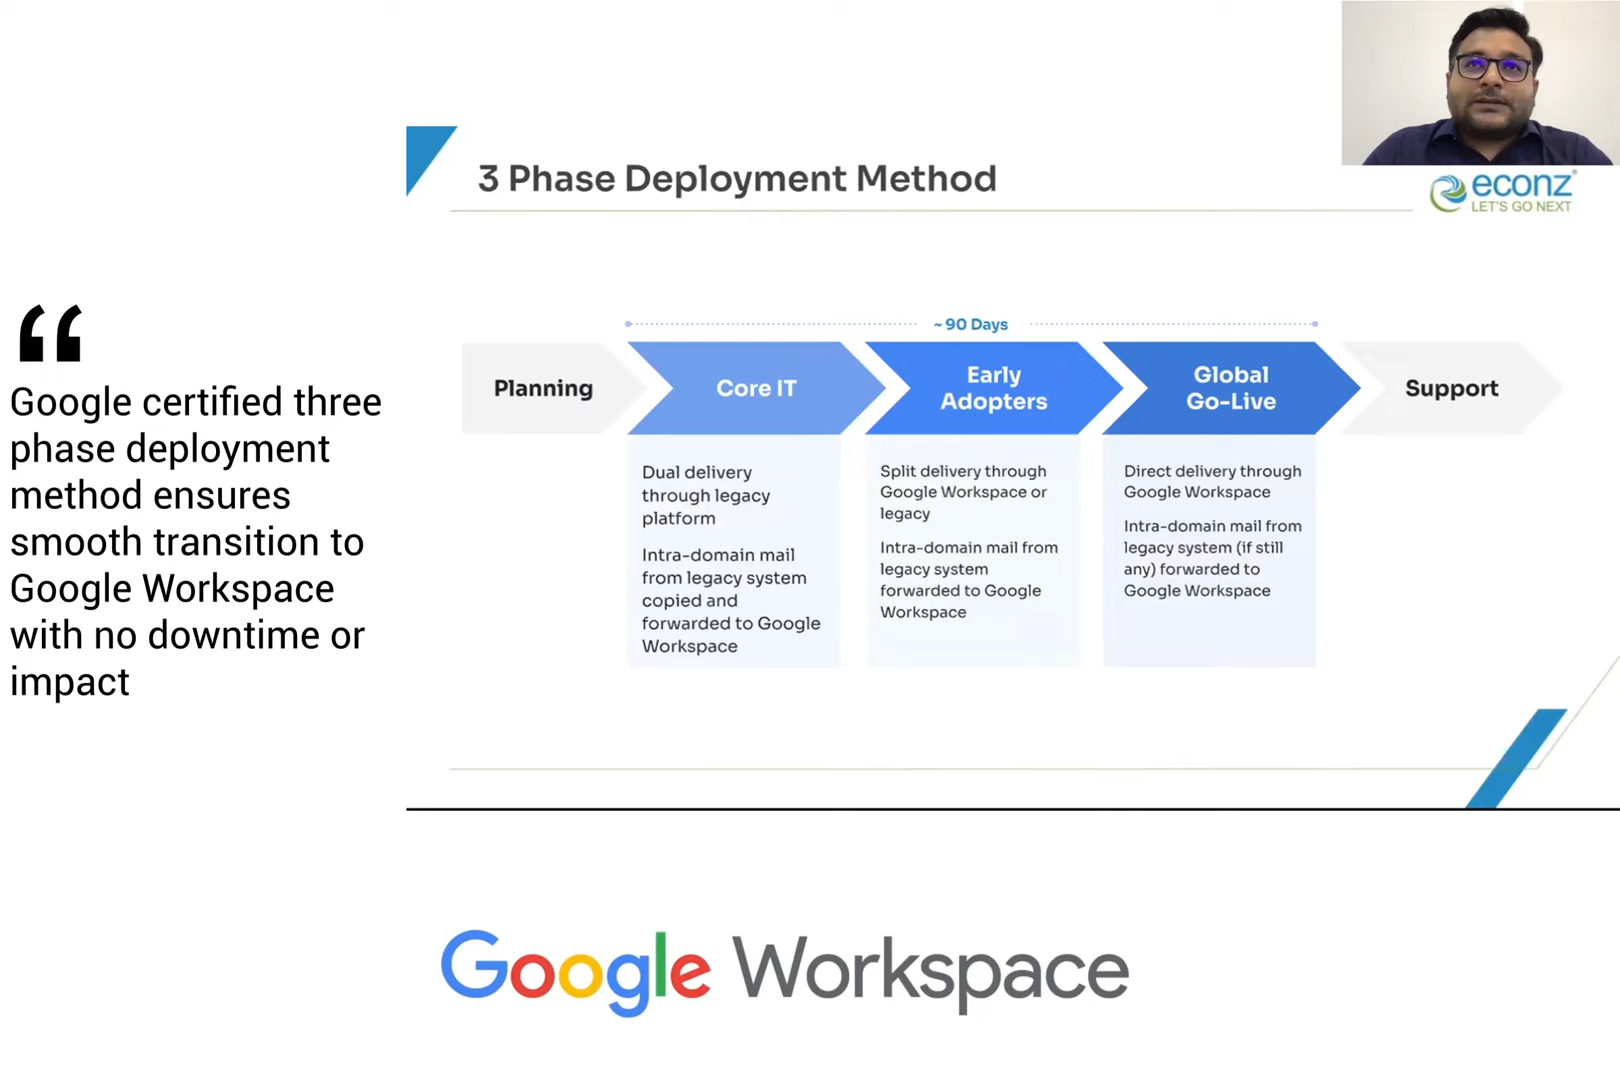 3 Phase Deployment Method
econz
LET'S GO NEXT
“
Google certified three
phase deployment
method ensures
smooth transition to
Google Workspace
with no downtime or
impact
~ 90 Days
Planning
Core IT
Early
Adopters
Global
Go-Live
Support
Dual delivery
through legacy
platform
Intra-domain mail
from legacy system
copied and
forwarded to Google
Workspace
Split delivery through
Google Workspace or
legacy
Intra-domain mail from
legacy system
forwarded to Google
Workspace
Direct delivery through
Google Workspace
Intra-domain mail from
legacy system (if still
any) forwarded to
Google Workspace
Google Workspace